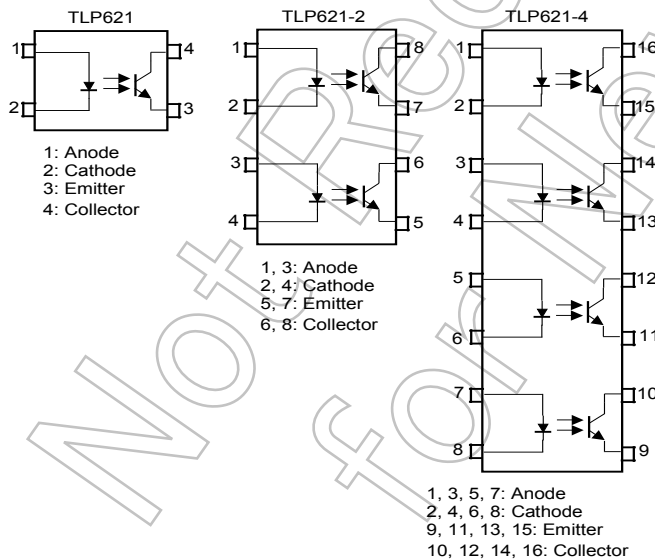 TLP621
1
2
4
3
1: Anode
2: Cathode
3: Emitter
4: Collector
TLP621-2
1
2
3
4
8
7
6
5
1, 3: Anode
2, 4: Cathode
5, 7: Emitter
6, 8: Collector
TLP621-4
1
2
3
4
5
6
7
8
16
15
14
13
12
11
10
9
1, 3, 5, 7: Anode
2, 4, 6, 8: Cathode
9, 11, 13, 15: Emitter
10, 12, 14, 16: Collector
Not
for